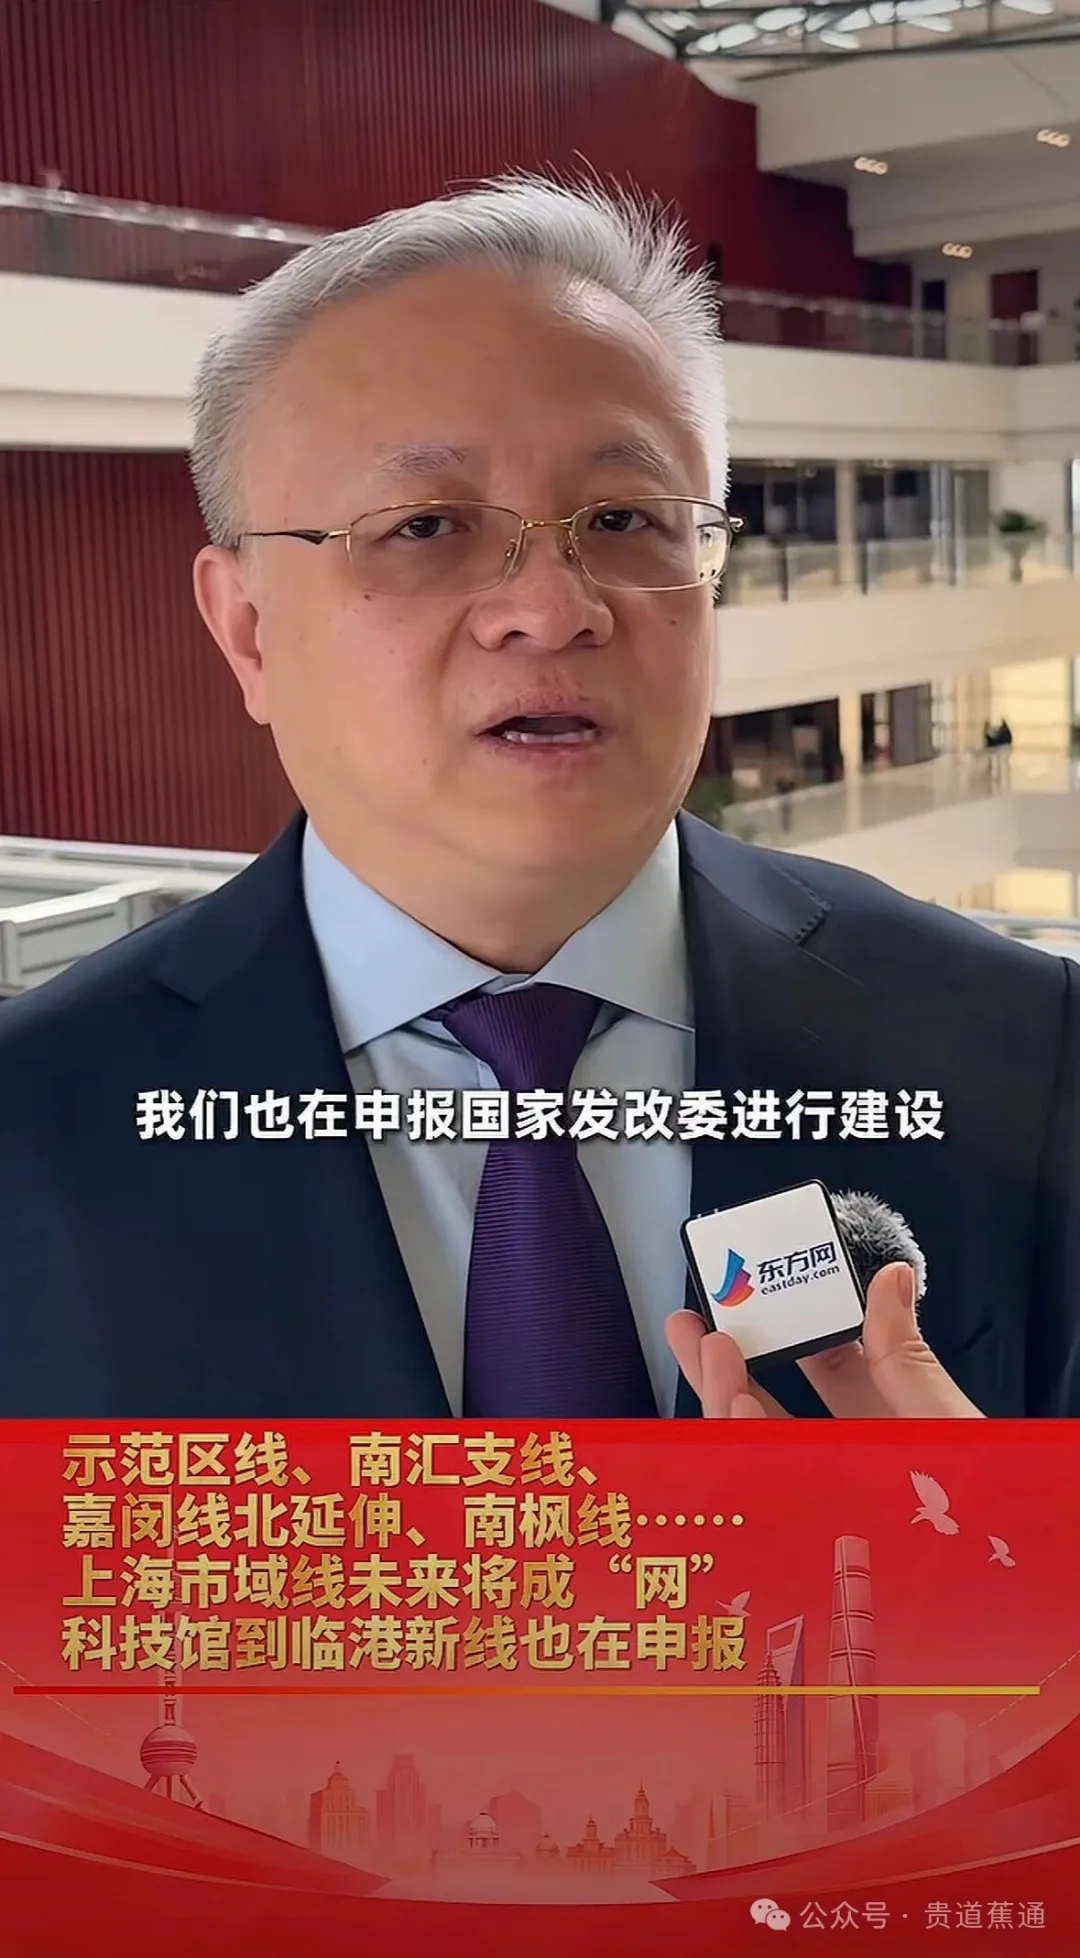 我们也在申报国家发改委进行建设
东方网
eastday.com
示范区线、南汇支线、
嘉闵线北延伸、南枫线……
上海市域线未来将成“网”
科技馆到临港新线也在申报
公众号·贵道蕉通